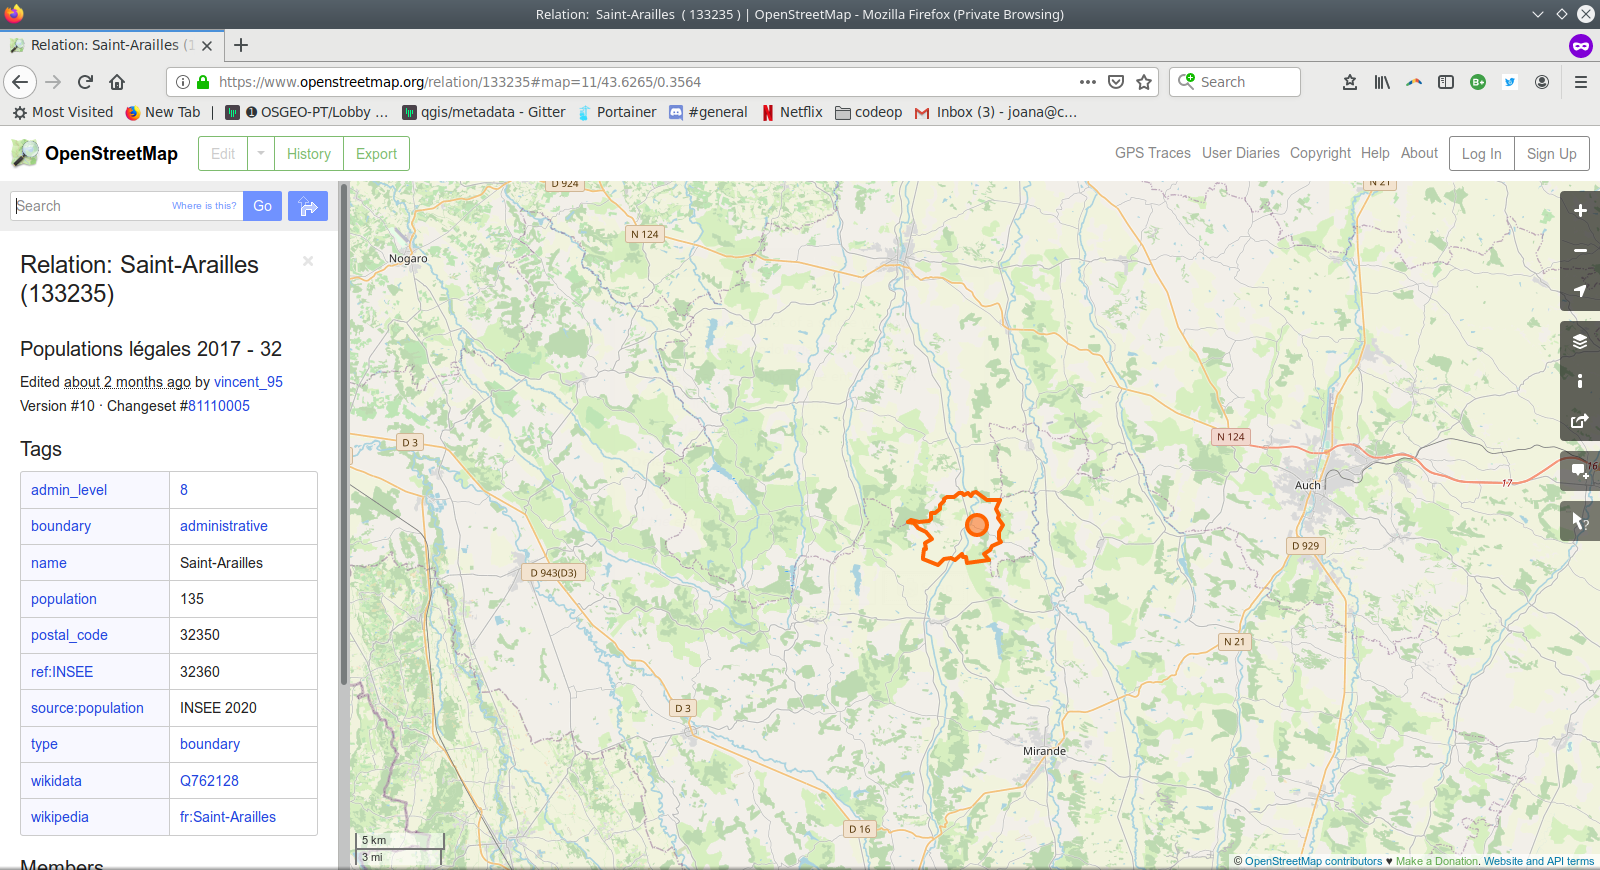 Relation: Saint-Arailles ( 133235 ) | OpenStreetMap - Mozilla Firefox (Private Browsing)
Relation: Saint-Arailles (1
https://www.openstreetmap.org/relation/133235#map=11/43.6265/0.3564
Search
Most Visited
New Tab
❶ OSGEO-PT/Lobby ...
qgis/metadata - Gitter
Portainer
#general
Netflix
codeop
Inbox (3) - joana@c...
OpenStreetMap
Edit
History
Export
GPS Traces
User Diaries
Copyright
Help
About
Log In
Sign Up
Search
Where is this?
Go
Relation: Saint-Arailles
(133235)
Populations légales 2017 - 32
Edited about 2 months ago by vincent_95
Version #10 · Changeset #81110005
Tags
admin_level 8
boundary administrative
name Saint-Arailles
population 135
postal_code 32350
ref:INSEE 32360
source:population INSEE 2020
type boundary
wikidata Q762128
wikipedia fr:Saint-Arailles
Members
D 924
N 21
N 124
Nogaro
D 3
N 124
16
17
Auch
D 929
D 943(D3)
N 21
D 3
Mirande
D 16
5 km
3 mi
© OpenStreetMap contributors ♥ Make a Donation. Website and API terms